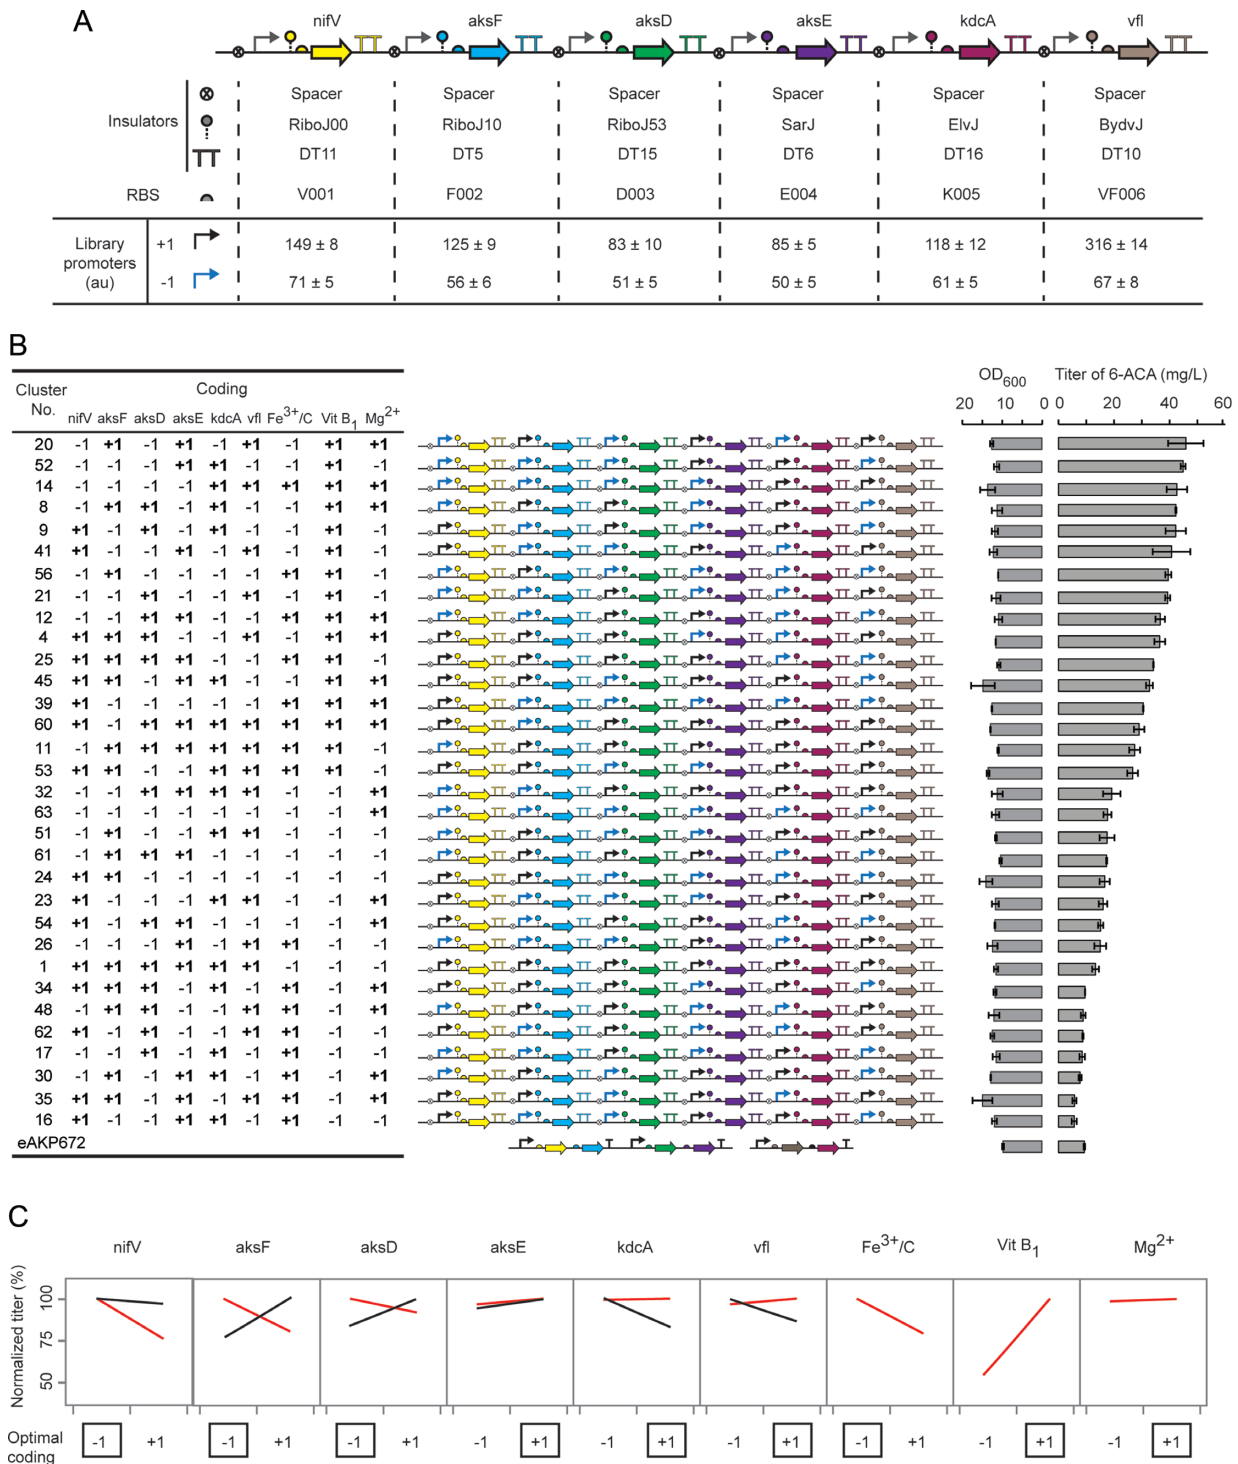 A
nifV aksF aksD aksE kdcA vfl
Spacer Spacer Spacer Spacer Spacer Spacer
Insulators RiboJ00 RiboJ10 RiboJ53 SarJ ElvJ BydvJ
DT11 DT5 DT15 DT6 DT16 DT10
RBS V001 F002 D003 E004 K005 VF006
Library promoters (au) +1 149 ± 8 125 ± 9 83 ± 10 85 ± 5 118 ± 12 316 ± 14
-1 71 ± 5 56 ± 6 51 ± 5 50 ± 5 61 ± 5 67 ± 8
B
Cluster No. Coding OD600 Titer of 6-ACA (mg/L)
nifV aksF aksD aksE kdcA vfl Fe3+/C Vit B1 Mg2+
20 10 0 0 20 40 60
20 -1 +1 -1 +1 -1 +1 -1 +1 +1
52 -1 -1 -1 +1 +1 -1 -1 +1 -1
14 -1 -1 -1 -1 +1 +1 +1 +1 +1
8 -1 +1 +1 -1 +1 -1 -1 +1 +1
9 +1 -1 +1 -1 +1 -1 -1 +1 -1
41 +1 -1 -1 +1 -1 +1 -1 +1 -1
56 -1 +1 -1 -1 -1 -1 +1 +1 -1
21 -1 -1 +1 -1 -1 +1 -1 +1 -1
12 -1 -1 +1 +1 -1 -1 +1 +1 +1
4 +1 +1 +1 -1 -1 +1 -1 +1 +1
25 +1 +1 +1 +1 -1 -1 +1 +1 -1
45 +1 +1 -1 +1 +1 -1 -1 +1 +1
39 +1 -1 -1 -1 -1 -1 +1 +1 +1
60 +1 -1 +1 +1 +1 +1 +1 +1 +1
11 -1 +1 +1 +1 +1 +1 +1 +1 -1
53 +1 +1 -1 -1 +1 +1 +1 +1 -1
32 -1 -1 +1 +1 +1 +1 -1 -1 +1
63 -1 -1 -1 -1 -1 -1 -1 -1 +1
51 -1 +1 -1 -1 +1 +1 -1 -1 -1
61 -1 +1 +1 +1 -1 -1 -1 -1 -1
24 +1 +1 -1 -1 -1 -1 -1 -1 -1
23 +1 -1 -1 -1 +1 +1 -1 -1 +1
54 +1 -1 +1 +1 -1 -1 -1 -1 +1
26 -1 -1 -1 +1 -1 +1 +1 -1 -1
1 +1 +1 +1 +1 +1 +1 -1 -1 -1
34 +1 +1 +1 -1 +1 -1 +1 -1 +1
48 -1 +1 +1 -1 -1 +1 +1 -1 +1
62 +1 -1 +1 -1 -1 +1 +1 -1 -1
17 -1 -1 +1 -1 +1 -1 +1 -1 -1
30 -1 +1 -1 +1 +1 -1 +1 -1 +1
35 +1 +1 -1 +1 -1 +1 +1 -1 +1
16 +1 -1 -1 +1 +1 -1 +1 -1 -1
eAKP672
C
nifV aksF aksD aksE kdcA vfl Fe3+/C Vit B1 Mg2+
Normalized titer (%)
100
75
50
Optimal coding -1 +1 -1 +1 -1 +1 -1 +1 -1 +1 -1 +1 -1 +1 -1 +1 -1 +1